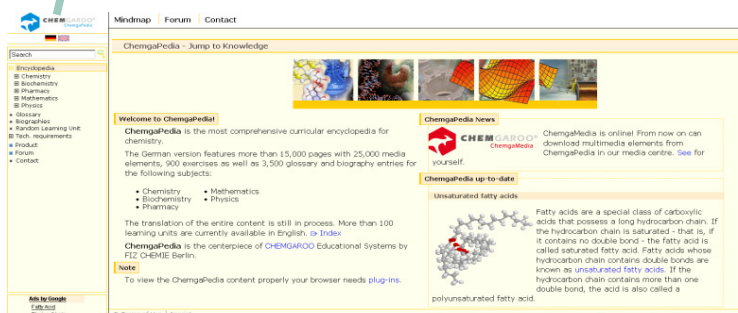 CHEMGAROO®
ChemgaPedia
Mindmap Forum Contact
Search
Encyclopedia
Chemistry
Biochemistry
Pharmacy
Mathematics
Physics
Glossary
Biographies
Random Learning Unit
Tech. requirements
Product
Forum
Contact
Ads by Google
Fatty Acid
ChemgaPedia - Jump to Knowledge
Welcome to ChemgaPedia!
ChemgaPedia is the most comprehensive curricular encyclopedia for
chemistry.
The German version features more than 15,000 pages with 25,000 media
elements, 900 exercises as well as 3,500 glossary and biography entries for
the following subjects:
Chemistry Mathematics
Biochemistry Physics
Pharmacy
The translation of the entire content is still in process. More than 100
learning units are currently available in English. Index
ChemgaPedia is the centerpiece of CHEMGAROO Educational Systems by
FIZ CHEMIE Berlin.
Note
To view the ChemgaPedia content properly your browser needs plug-ins.
ChemgaPedia News
CHEMGAROO®
ChemgaMedia
ChemgaMedia is online! From now on can
download multimedia elements from
ChemgaPedia in our media centre. See for
yourself.
ChemgaPedia up-to-date
Unsaturated fatty acids
Fatty acids are a special class of carboxylic
acids that possess a long hydrocarbon chain. If
the hydrocarbon chain is saturated - that is, if
it contains no double bond - the fatty acid is
called saturated fatty acid. Fatty acids whose
hydrocarbon chain contains double bonds are
known as unsaturated fatty acids. If the
hydrocarbon chain contains more than one
double bond, the acid is also called a
polyunsaturated fatty acid.